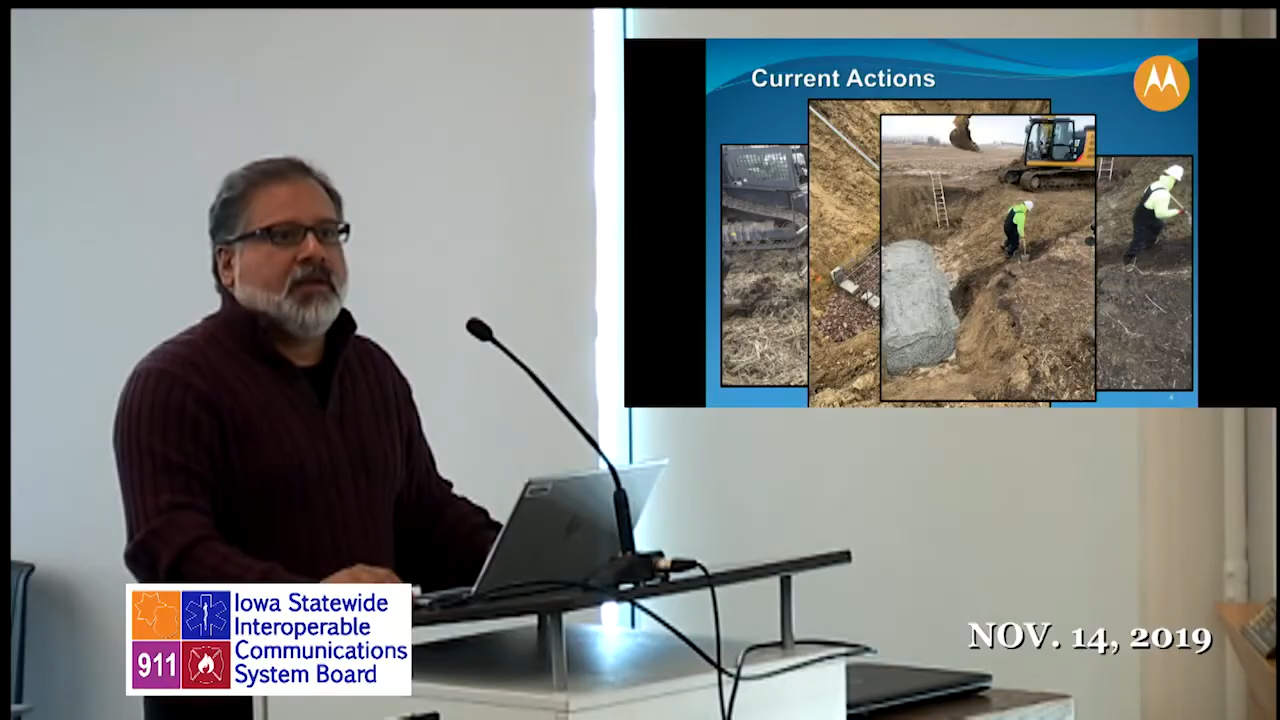 Current Actions
Iowa Statewide
Interoperable
Communications
System Board
911
NOV. 14, 2019